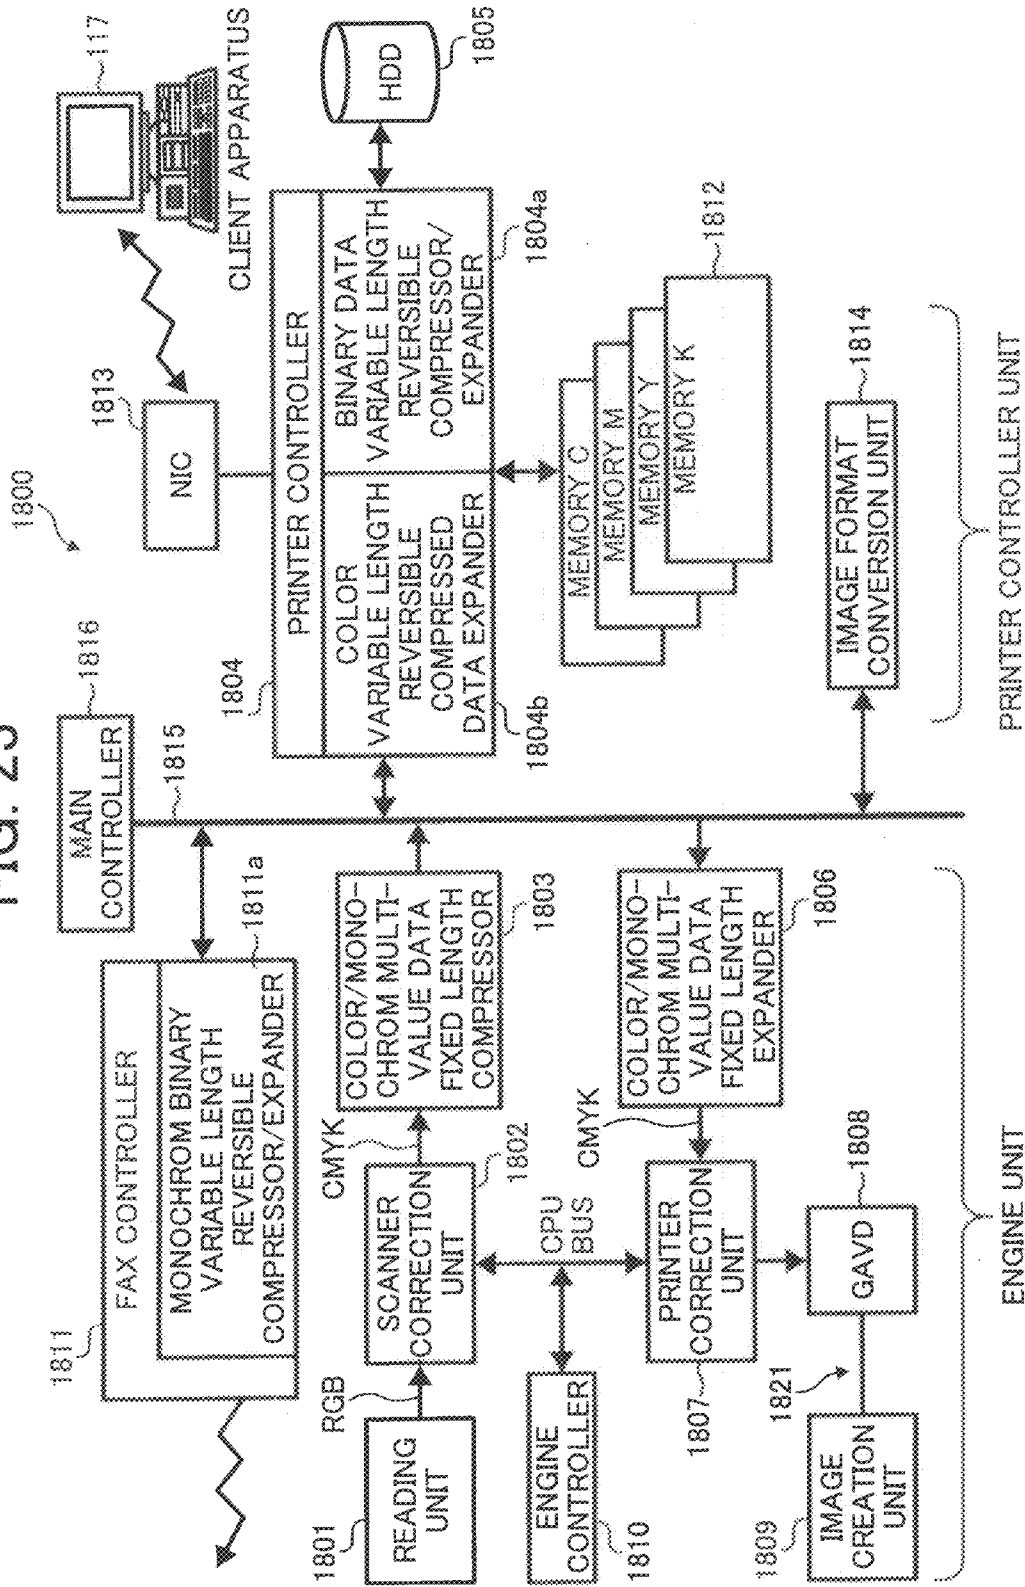 FIG. 23
1800
MAIN
CONTROLLER
1816
1815
1811
FAX CONTROLLER
MONOCHROM BINARY
VARIABLE LENGTH
REVERSIBLE
COMPRESSOR/EXPANDER
1811a
1801
READING
UNIT
RGB
SCANNER
CORRECTION
UNIT
1802
CMYK
COLOR/MONO-
CHROM MULTI-
VALUE DATA
FIXED LENGTH
COMPRESSOR
1803
ENGINE
CONTROLLER
1810
CPU
BUS
1807
PRINTER
CORRECTION
UNIT
CMYK
COLOR/MONO-
CHROM MULTI-
VALUE DATA
FIXED LENGTH
EXPANDER
1806
1809
IMAGE
CREATION
UNIT
1821
GAVD
1808
ENGINE UNIT
NC
1813
117
CLIENT APPARATUS
1804
PRINTER CONTROLLER
COLOR
VARIABLE LENGTH
REVERSIBLE
COMPRESSED
DATA EXPANDER
1804b
BINARY DATA
VARIABLE LENGTH
REVERSIBLE
COMPRESSOR/
EXPANDER
1804a
HDD
1805
MEMORY C
MEMORY M
MEMORY Y
MEMORY K
1812
IMAGE FORMAT
CONVERSION UNIT
1814
PRINTER CONTROLLER UNIT